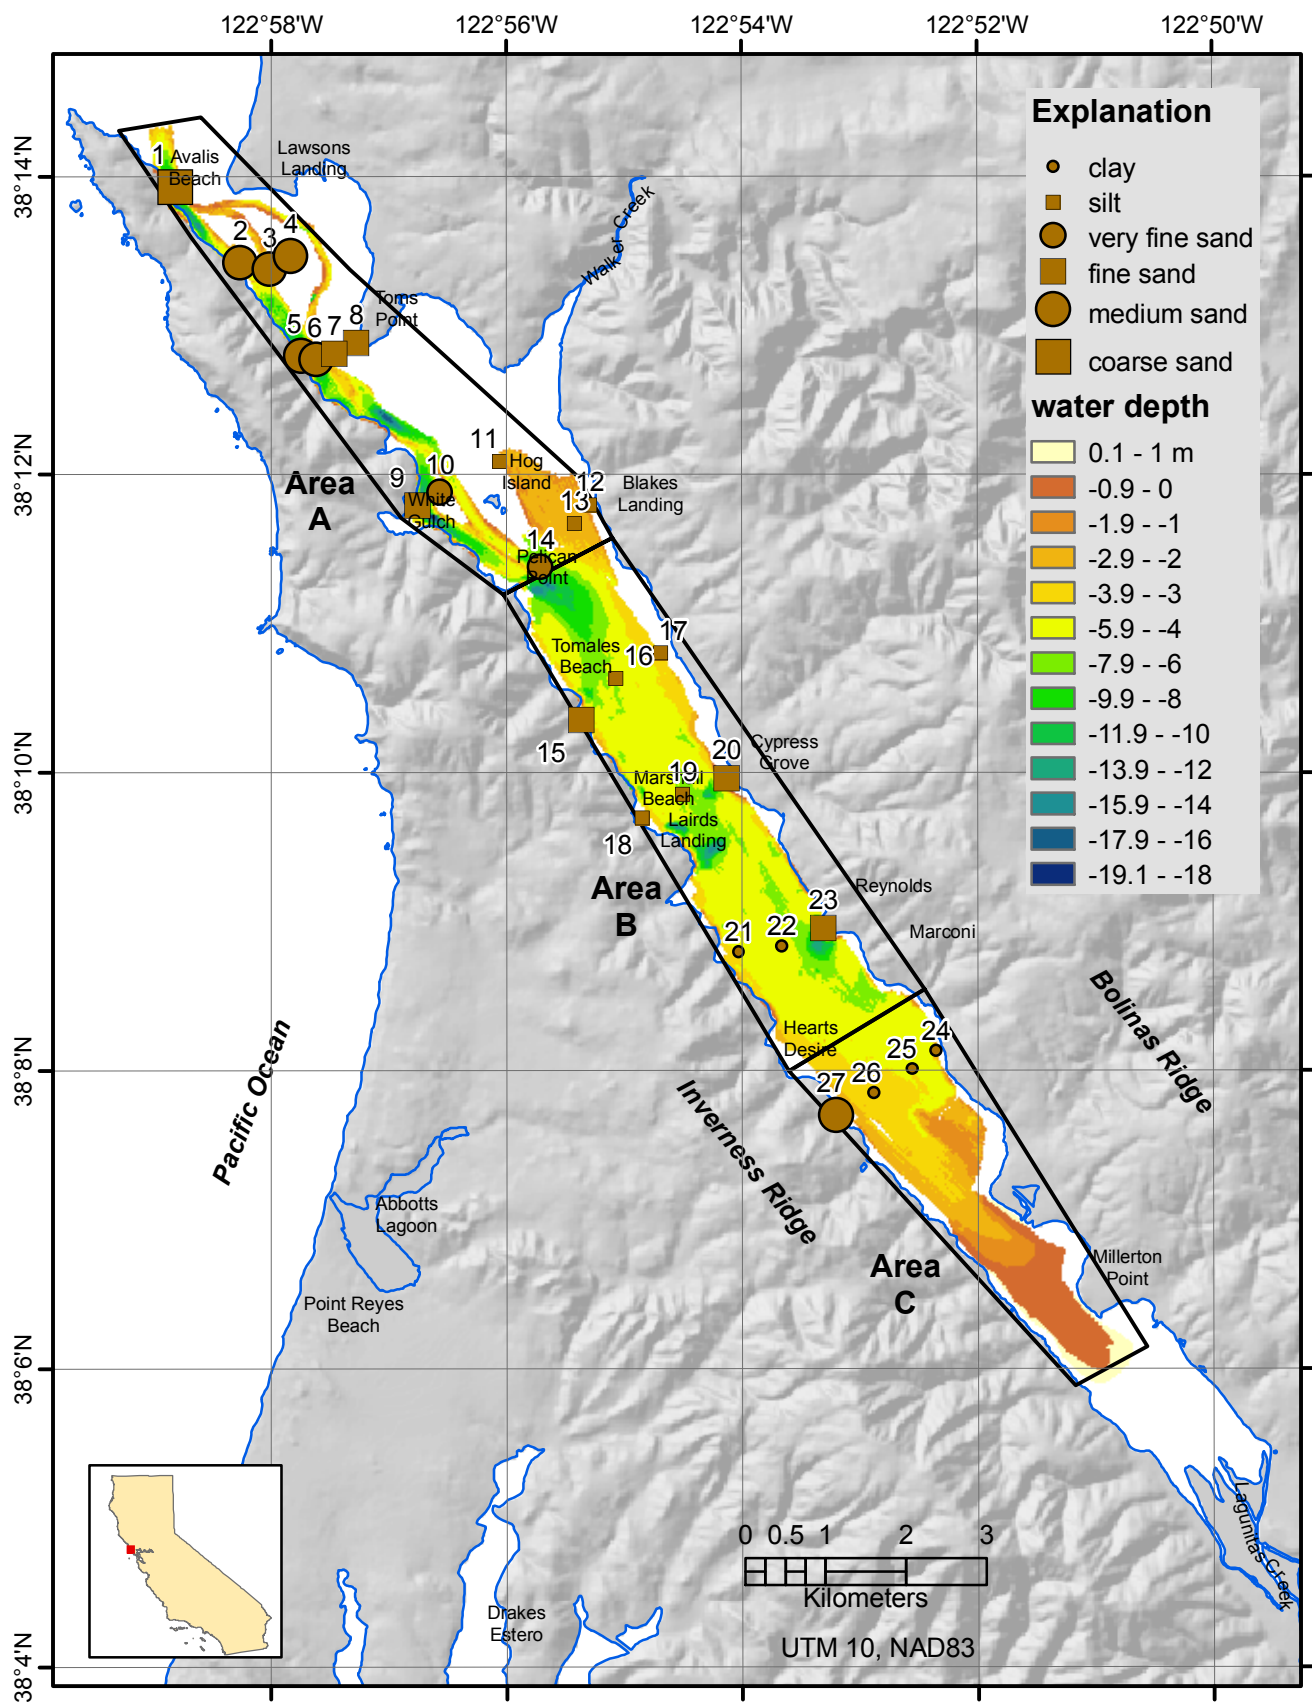 122°58'W
122°56'W
122°54'W
122°52'W
122°50'W
38°14'N
38°12'N
38°10'N
38°8'N
38°6'N
38°4'N
Explanation
clay
silt
very fine sand
fine sand
medium sand
coarse sand
water depth
0.1 - 1 m
-0.9 - 0
-1.9 - -1
-2.9 - -2
-3.9 - -3
-5.9 - -4
-7.9 - -6
-9.9 - -8
-11.9 - -10
-13.9 - -12
-15.9 - -14
-17.9 - -16
-19.1 - -18
1
Avalis
Beach
Lawsons
Landing
2
3
4
Walker Creek
Toms
Point
5
6
7
8
11
Hog
Island
9
10
White
Gulch
Area
A
12
13
Blakes
Landing
14
Pelican
Point
Tomales
Beach
16
17
15
Cypress
Grove
20
19
Marshall
Beach
Lairds
Landing
18
Area
B
Reynolds
23
Marconi
21
22
Hearts
Desire
24
25
26
27
Bolinas Ridge
Inverness Ridge
Pacific Ocean
Abbotts
Lagoon
Point Reyes
Beach
Area
C
Millerton
Point
Lagunitas Creek
Drakes
Estero
0 0.5 1 2 3
Kilometers
UTM 10, NAD83